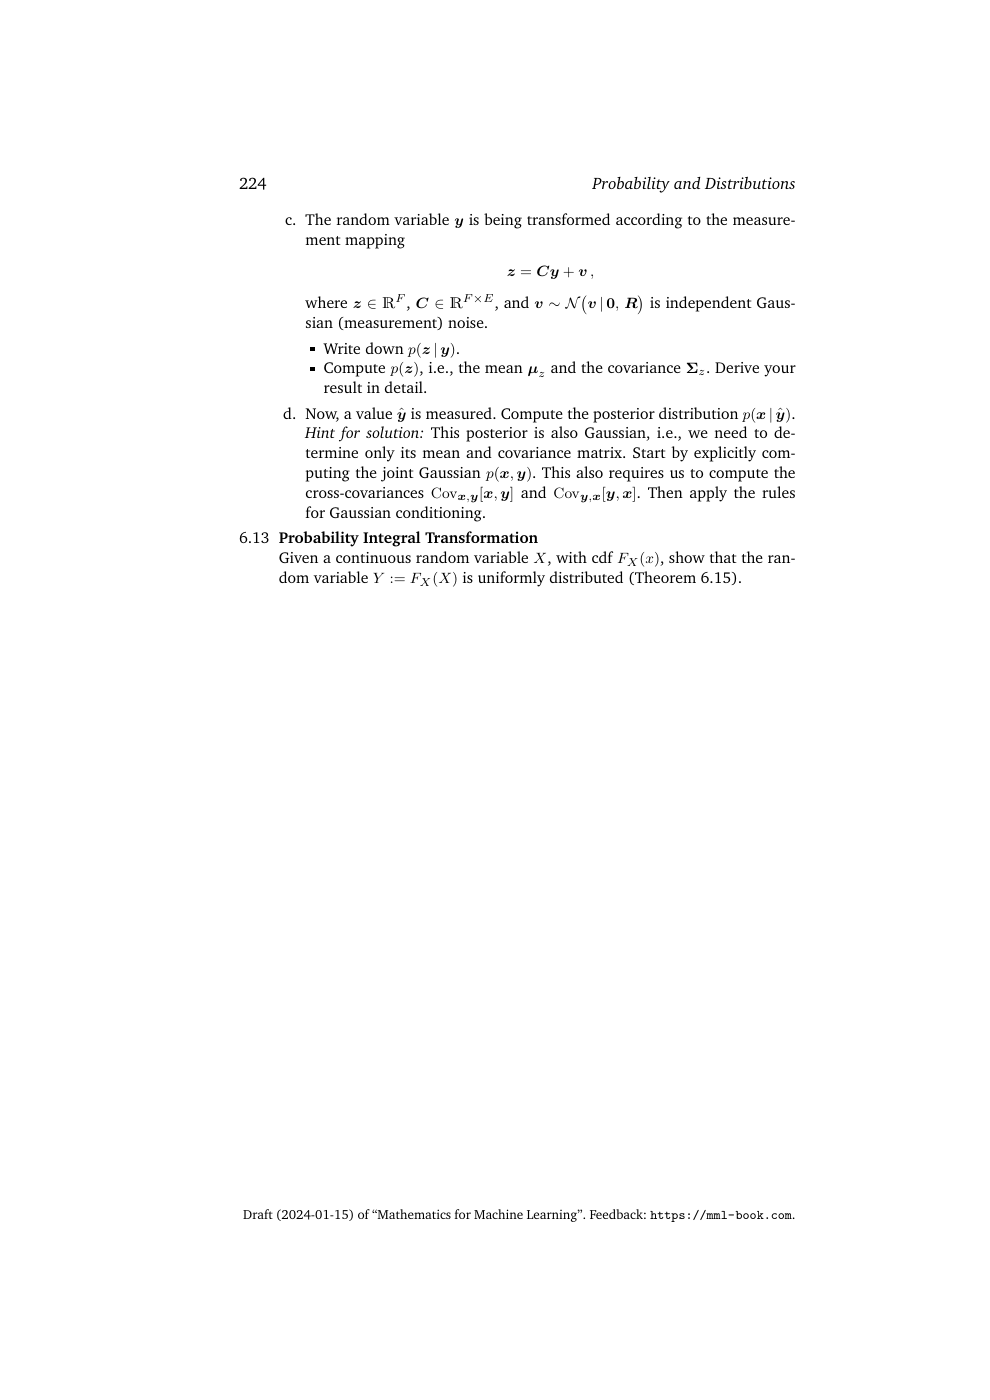 224 Probability and Distributions
c. The random variable y is being transformed according to the measure-
ment mapping
z = Cy + v ,
where z ∈ ℝ^F, C ∈ ℝ^{F×E}, and v ∼ 𝒩(v | 0, R) is independent Gaus-
sian (measurement) noise.
▪ Write down p(z | y).
▪ Compute p(z), i.e., the mean μ_z and the covariance Σ_z. Derive your
result in detail.
d. Now, a value ŷ is measured. Compute the posterior distribution p(x | ŷ).
Hint for solution: This posterior is also Gaussian, i.e., we need to de-
termine only its mean and covariance matrix. Start by explicitly com-
puting the joint Gaussian p(x, y). This also requires us to compute the
cross-covariances Cov_{x,y}[x, y] and Cov_{y,x}[y, x]. Then apply the rules
for Gaussian conditioning.
6.13 Probability Integral Transformation
Given a continuous random variable X, with cdf F_X(x), show that the ran-
dom variable Y := F_X(X) is uniformly distributed (Theorem 6.15).
Draft (2024-01-15) of “Mathematics for Machine Learning”. Feedback: https://mml-book.com.